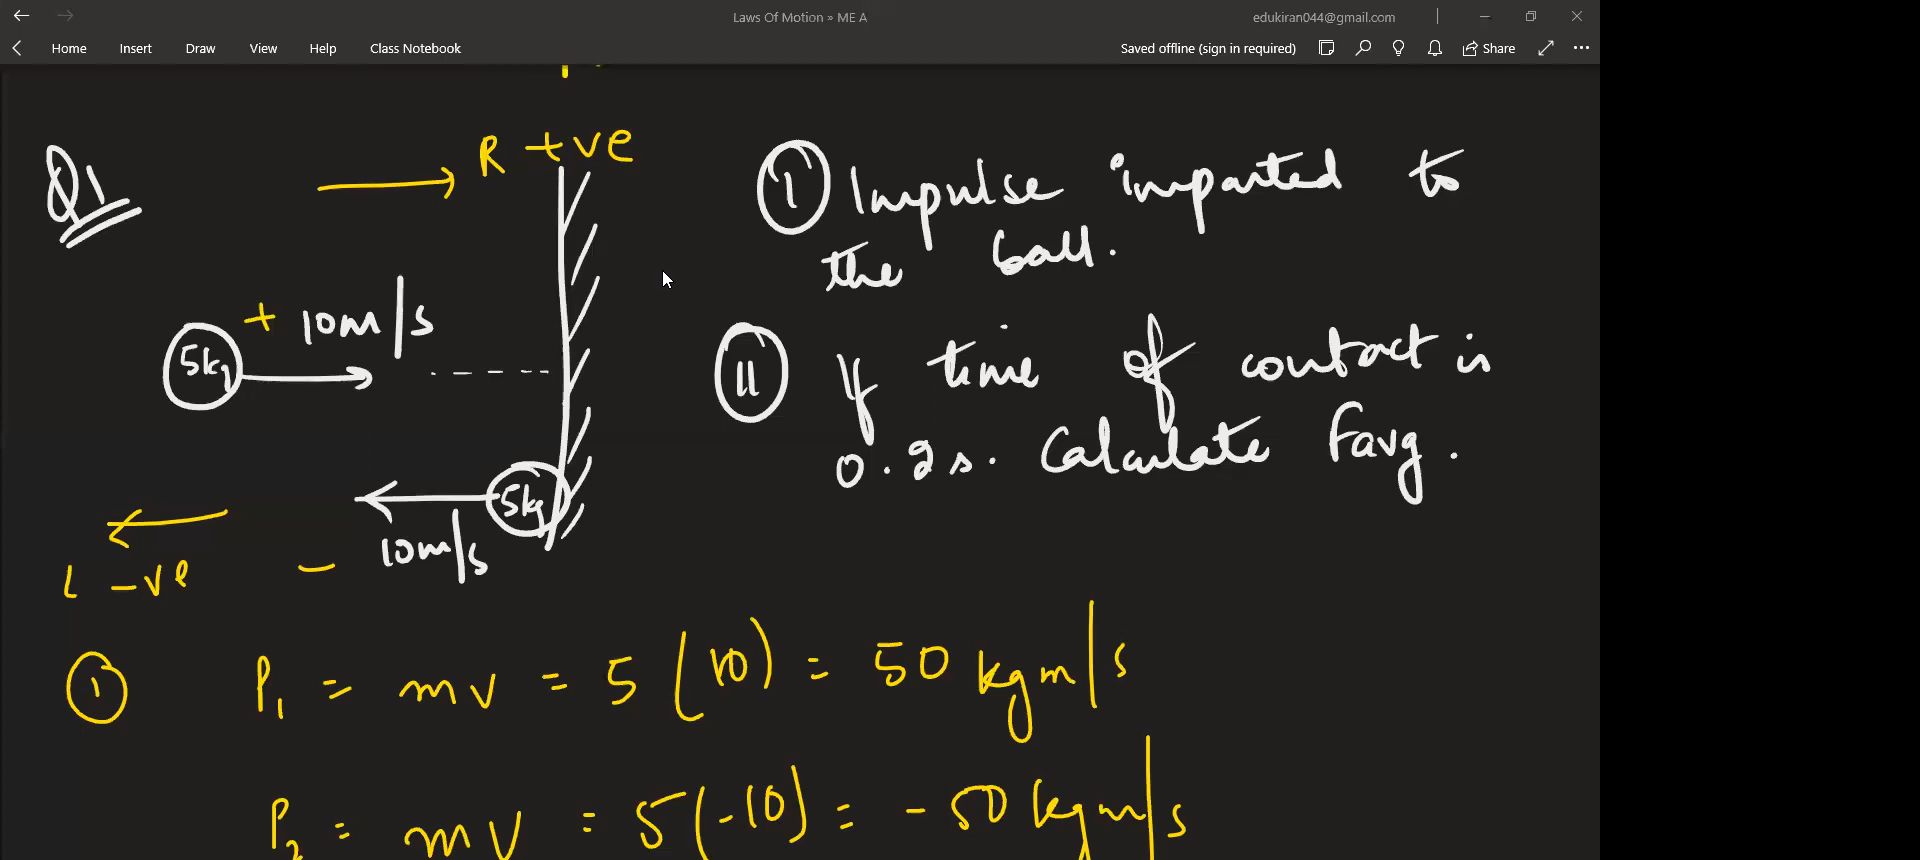 Laws Of Motion » ME A
edukiran044@gmail.com
Home Insert Draw View Help Class Notebook
Saved offline (sign in required)
Share
Q1
R +ve
I Impulse imparted to
the ball.
+ 10m/s
5kg
II If time of contact is
0.2s. Calculate Favg.
5kg
10m/s
L -ve
-
1 P1 = mv = 5(10) = 50 kgm/s
P2 = mv = 5(-10) = -50 kgm/s